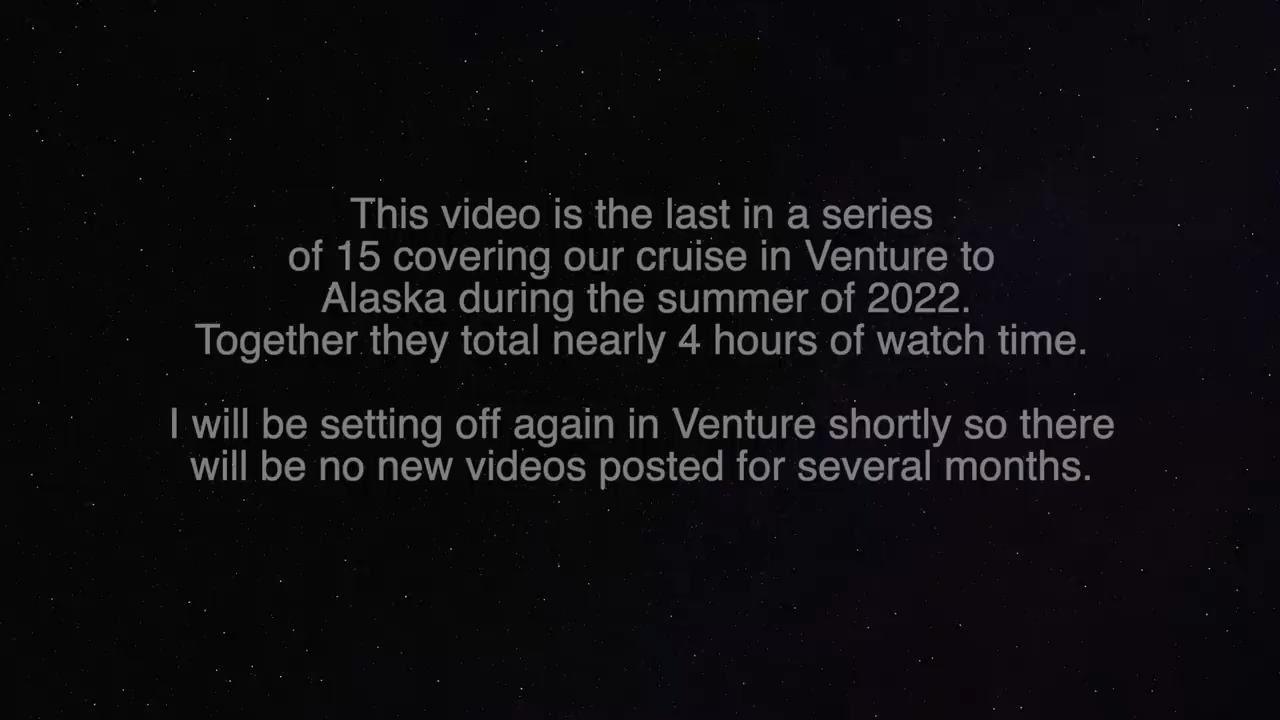 This video is the last in a series
of 15 covering our cruise in Venture to
Alaska during the summer of 2022.
Together they total nearly 4 hours of watch time.
I will be setting off again in Venture shortly so there
will be no new videos posted for several months.